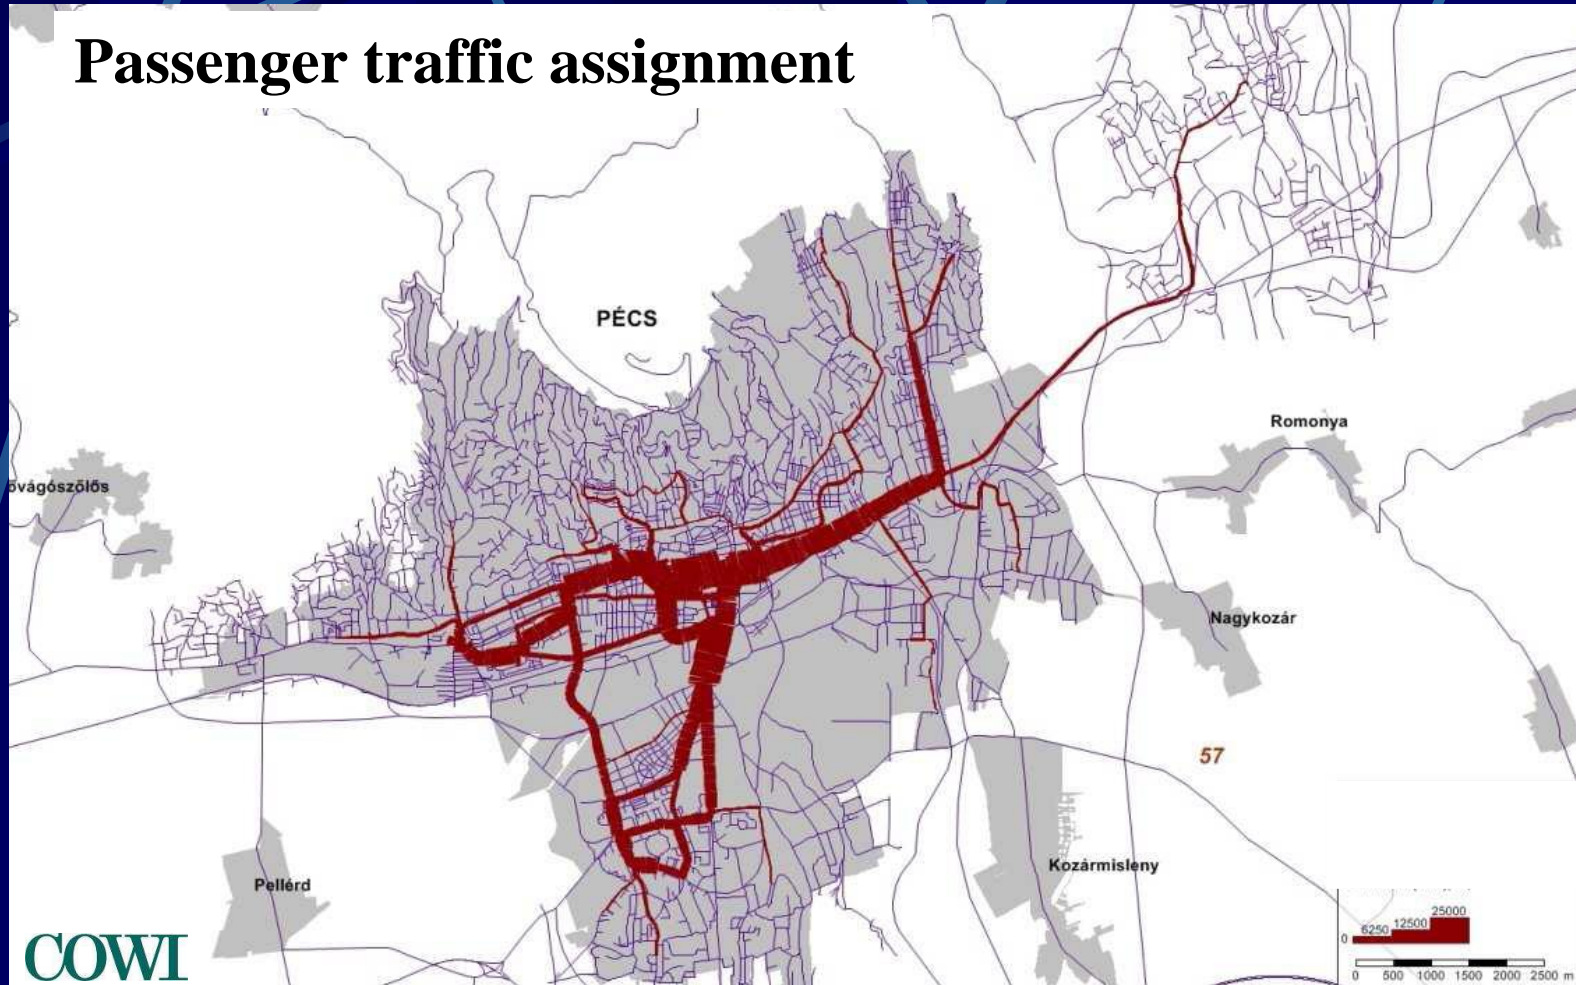 Passenger traffic assignment
PÉCS
Romonya
ővágószőlős
Nagykozár
57
Kozármisleny
Pellérd
COWI
0 6250 12500 25000
0 500 1000 1500 2000 2500 m